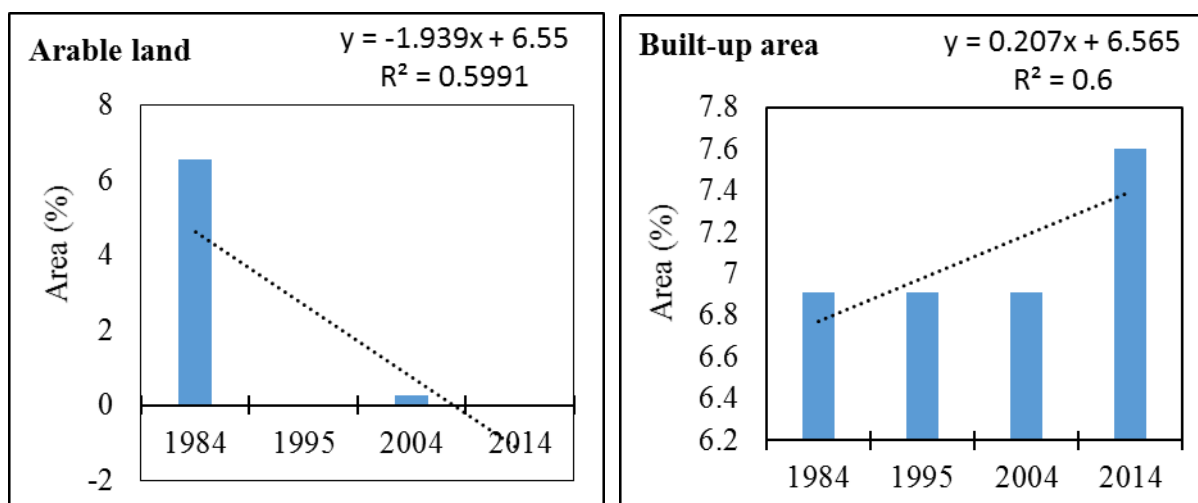 Arable land
y = -1.939x + 6.55
R² = 0.5991
Area (%)
8
6
4
2
0
-2
1984 1995 2004 2014
Built-up area
y = 0.207x + 6.565
R² = 0.6
Area (%)
7.8
7.6
7.4
7.2
7
6.8
6.6
6.4
6.2
1984 1995 2004 2014